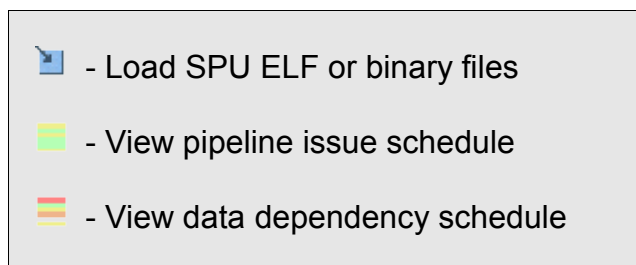 - Load SPU ELF or binary files
- View pipeline issue schedule
- View data dependency schedule